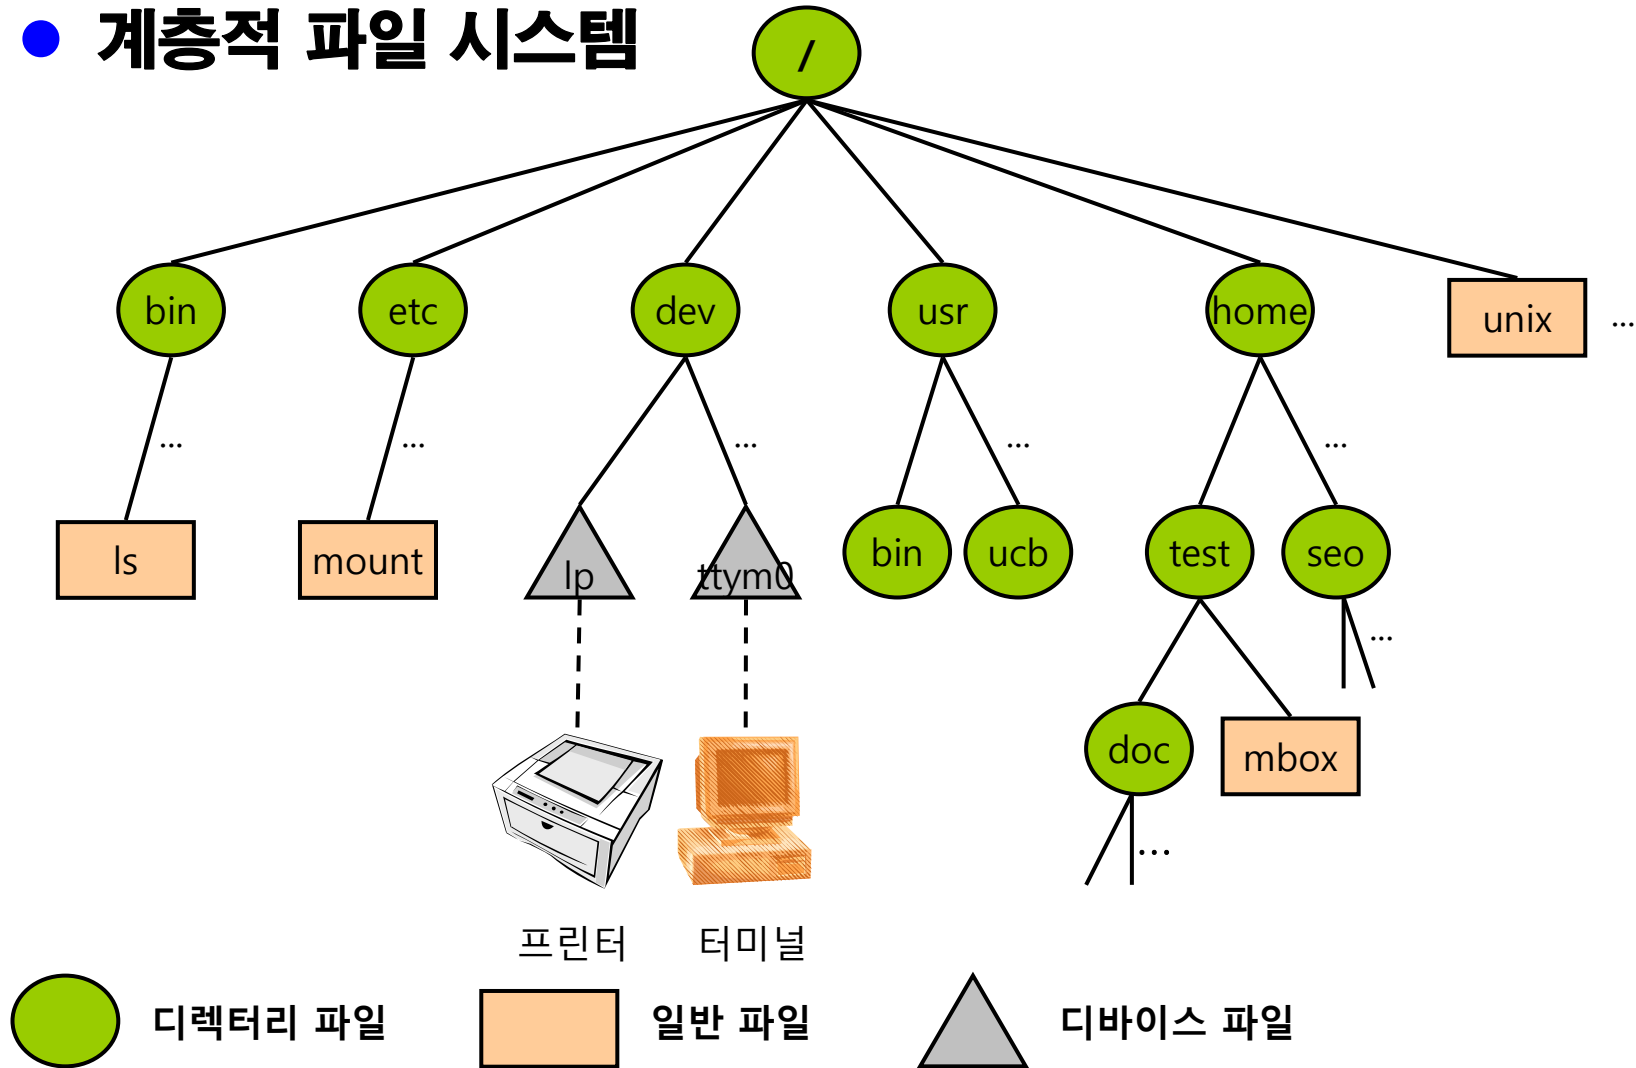 계층적 파일 시스템
/
bin etc dev usr home unix ...
... ... ... ... ...
ls mount lp ttym0 bin ucb test seo
...
doc mbox
...
프린터 터미널
디렉터리 파일 일반 파일 디바이스 파일